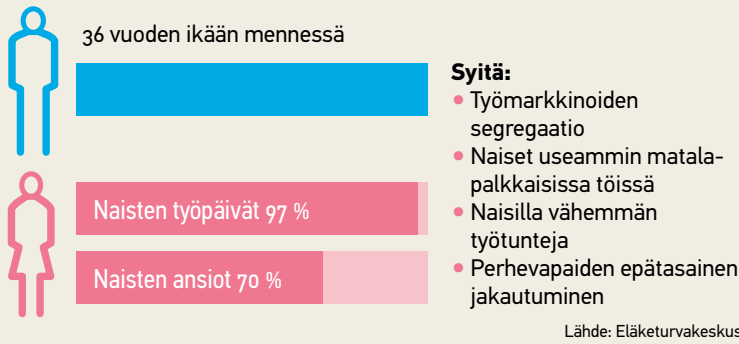 36 vuoden ikään mennessä
Naisten työpäivät 97 %
Naisten ansiot 70 %
Syitä:
• Työmarkkinoiden
segregaatio
• Naiset useammin matala-
palkkaisissa töissä
• Naisilla vähemmän
työtunteja
• Perhevapaiden epätasainen
jakautuminen
Lähde: Eläketurvakeskus